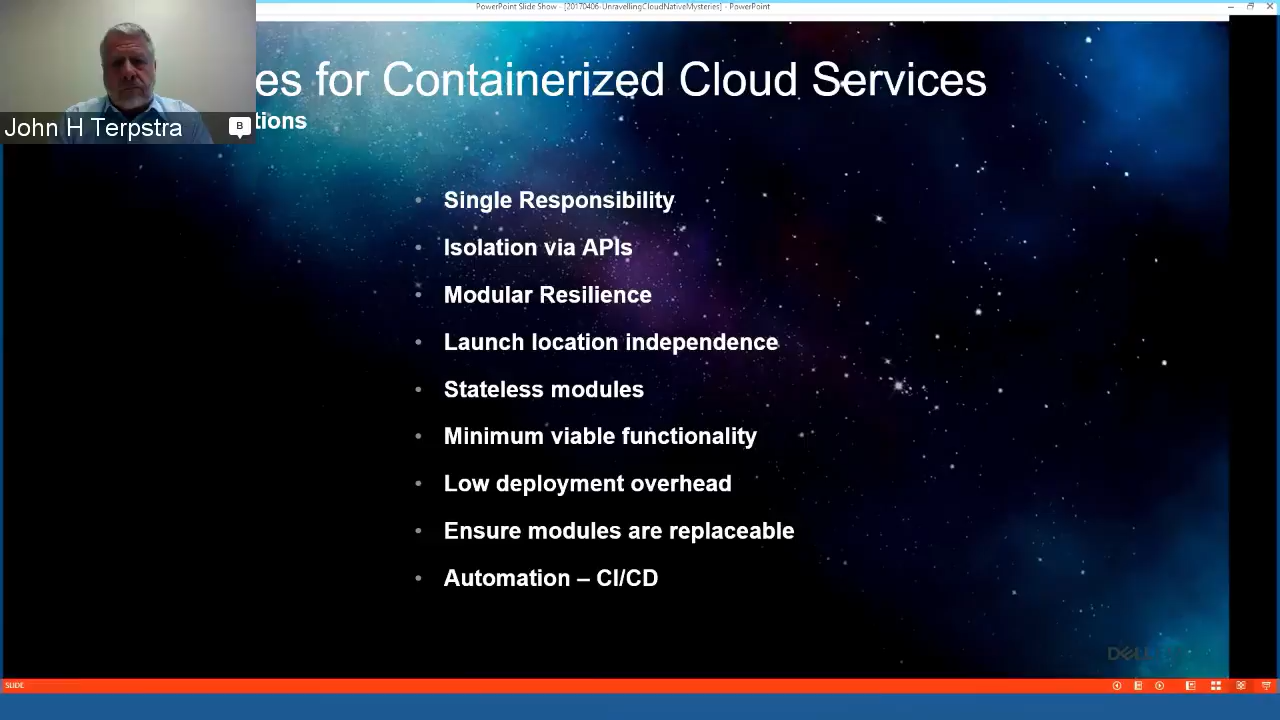 PowerPoint Slide Show - [20170406-UnravellingCloudNativeMysteries] - PowerPoint
es for Containerized Cloud Services
tions
John H Terpstra
B
• Single Responsibility
• Isolation via APIs
• Modular Resilience
• Launch location independence
• Stateless modules
• Minimum viable functionality
• Low deployment overhead
• Ensure modules are replaceable
• Automation – CI/CD
DELL
SLIDE